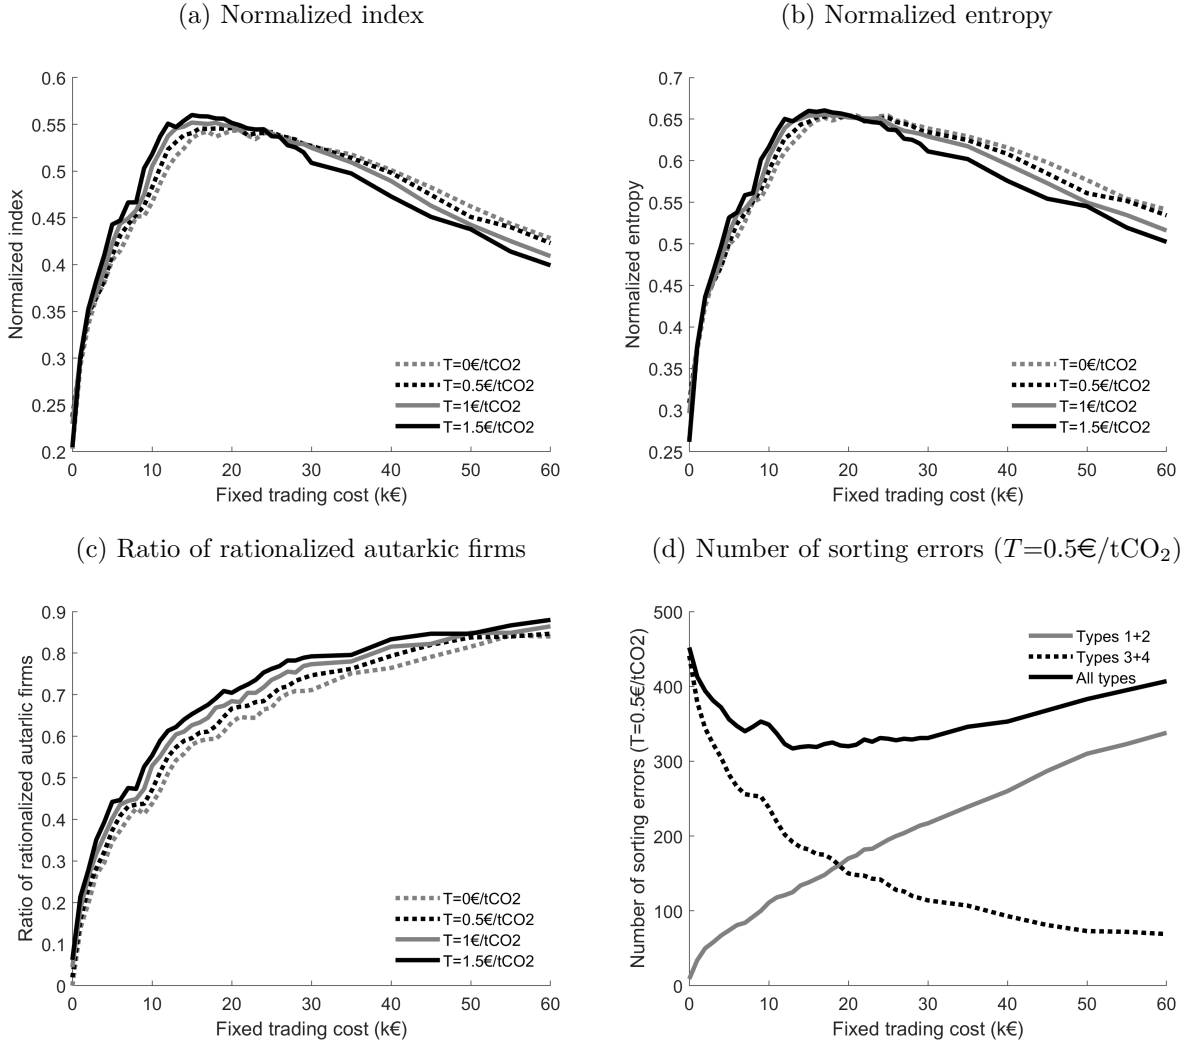 (a) Normalized index
0.6
0.55
0.5
0.45
0.4
0.35
0.3
0.25
0.2
Normalized index
T=0€/tCO2
T=0.5€/tCO2
T=1€/tCO2
T=1.5€/tCO2
0 10 20 30 40 50 60
Fixed trading cost (k€)
(b) Normalized entropy
0.7
0.65
0.6
0.55
0.5
0.45
0.4
0.35
0.3
0.25
Normalized entropy
T=0€/tCO2
T=0.5€/tCO2
T=1€/tCO2
T=1.5€/tCO2
0 10 20 30 40 50 60
Fixed trading cost (k€)
(c) Ratio of rationalized autarkic firms
0.9
0.8
0.7
0.6
0.5
0.4
0.3
0.2
0.1
0
Ratio of rationalized autarkic firms
T=0€/tCO2
T=0.5€/tCO2
T=1€/tCO2
T=1.5€/tCO2
0 10 20 30 40 50 60
Fixed trading cost (k€)
(d) Number of sorting errors (T=0.5€/tCO₂)
500
400
300
200
100
0
Number of sorting errors (T=0.5€/tCO2)
Types 1+2
Types 3+4
All types
0 10 20 30 40 50 60
Fixed trading cost (k€)